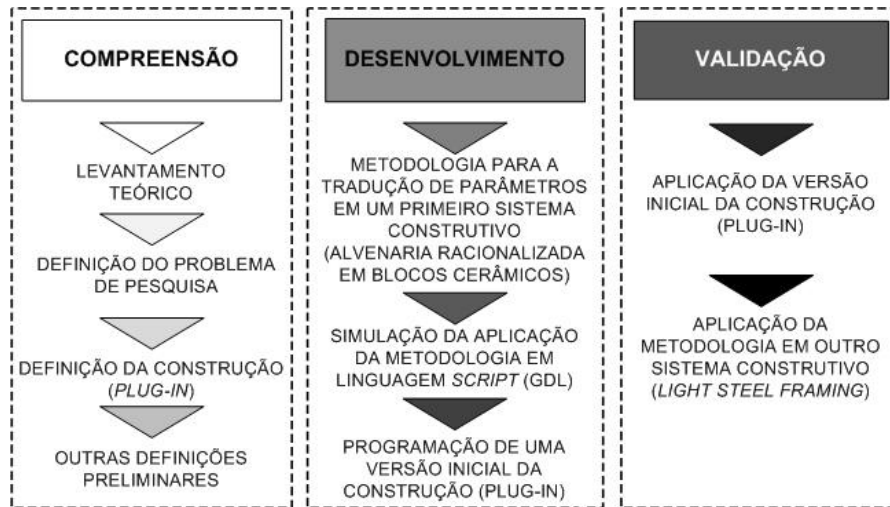 COMPREENSÃO
LEVANTAMENTO
TEÓRICO
DEFINIÇÃO DO PROBLEMA
DE PESQUISA
DEFINIÇÃO DA CONSTRUÇÃO
(PLUG-IN)
OUTRAS DEFINIÇÕES
PRELIMINARES
DESENVOLVIMENTO
METODOLOGIA PARA A
TRADUÇÃO DE PARÂMETROS
EM UM PRIMEIRO SISTEMA
CONSTRUTIVO
(ALVENARIA RACIONALIZADA
EM BLOCOS CERÂMICOS)
SIMULAÇÃO DA APLICAÇÃO
DA METODOLOGIA EM
LINGUAGEM SCRIPT (GDL)
PROGRAMAÇÃO DE UMA
VERSÃO INICIAL DA
CONSTRUÇÃO (PLUG-IN)
VALIDAÇÃO
APLICAÇÃO DA VERSÃO
INICIAL DA CONSTRUÇÃO
(PLUG-IN)
APLICAÇÃO DA
METODOLOGIA EM OUTRO
SISTEMA CONSTRUTIVO
(LIGHT STEEL FRAMING)